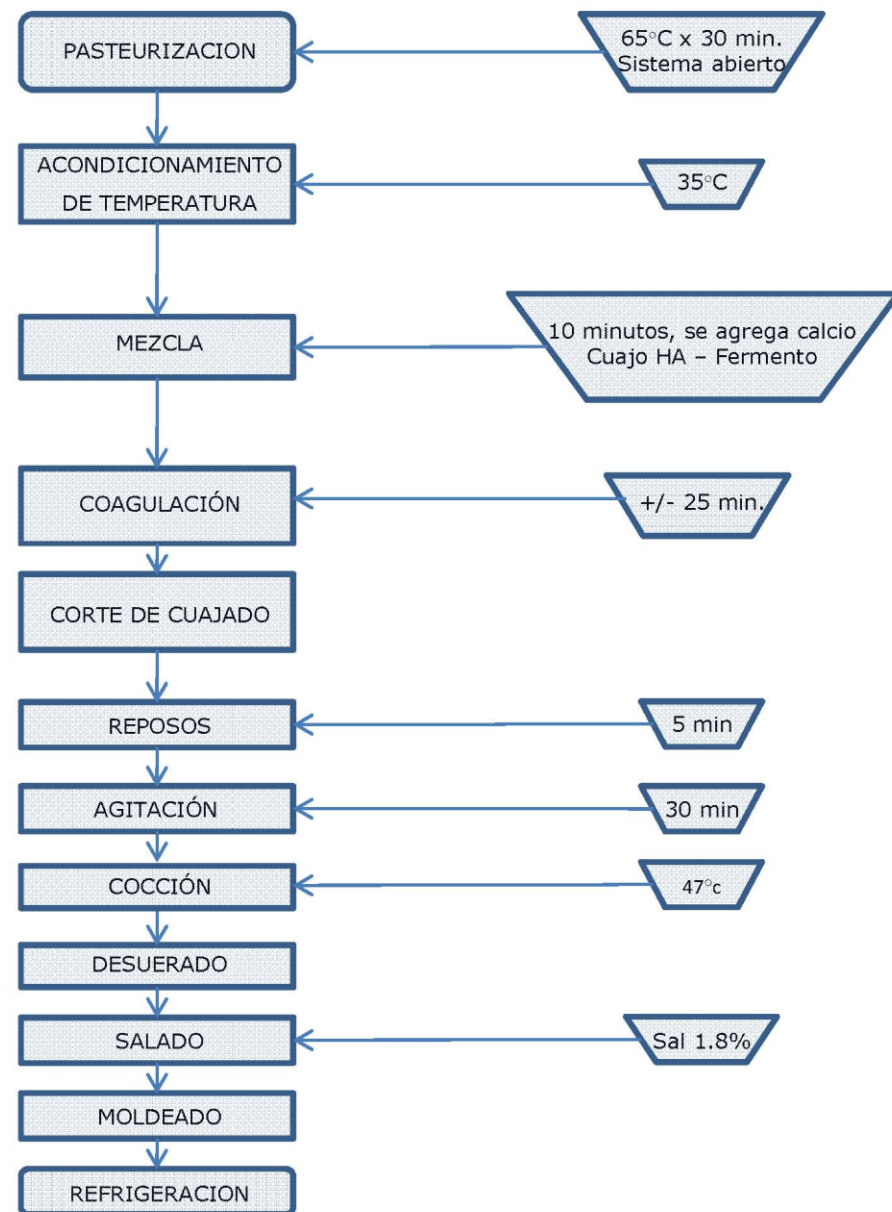 PASTEURIZACION
65°C x 30 min.
Sistema abierto
ACONDICIONAMIENTO
DE TEMPERATURA
35°C
MEZCLA
10 minutos, se agrega calcio
Cuajo HA – Fermento
COAGULACIÓN
+/- 25 min.
CORTE DE CUAJADO
REPOSOS
5 min
AGITACIÓN
30 min
COCCIÓN
47°c
DESUERADO
SALADO
Sal 1.8%
MOLDEADO
REFRIGERACION